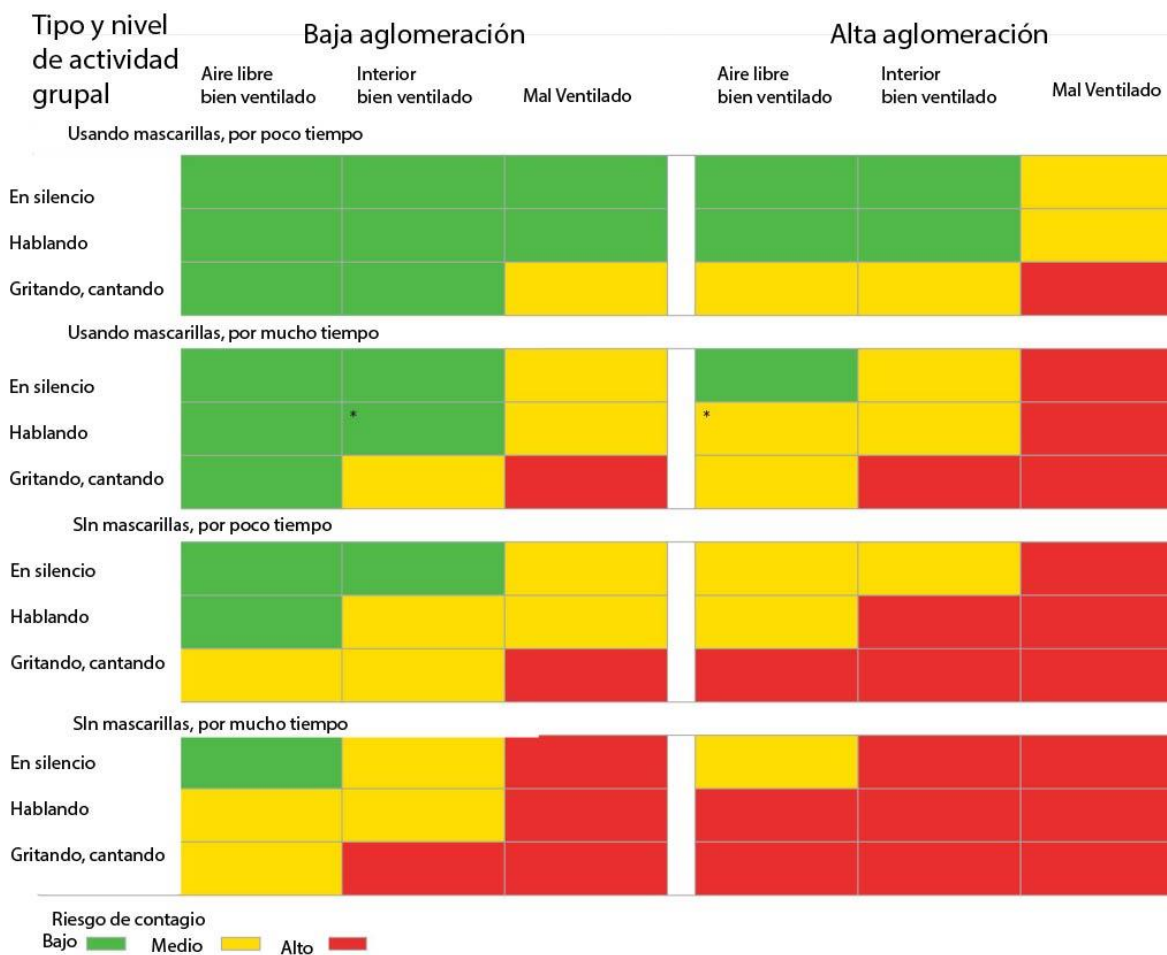 Tipo y nivel
de actividad
grupal
Baja aglomeración
Alta aglomeración
Aire libre
bien ventilado
Interior
bien ventilado
Mal Ventilado
Aire libre
bien ventilado
Interior
bien ventilado
Mal Ventilado
Usando mascarillas, por poco tiempo
En silencio
Hablando
Gritando, cantando
Usando mascarillas, por mucho tiempo
En silencio
Hablando
*
*
Gritando, cantando
SIn mascarillas, por poco tiempo
En silencio
Hablando
Gritando, cantando
SIn mascarillas, por mucho tiempo
En silencio
Hablando
Gritando, cantando
Riesgo de contagio
Bajo Medio Alto